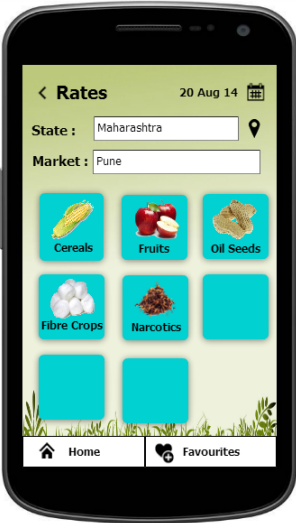 Rates 20 Aug 14
State : Maharashtra
Market : Pune
Cereals Fruits Oil Seeds
Fibre Crops Narcotics
Home Favourites